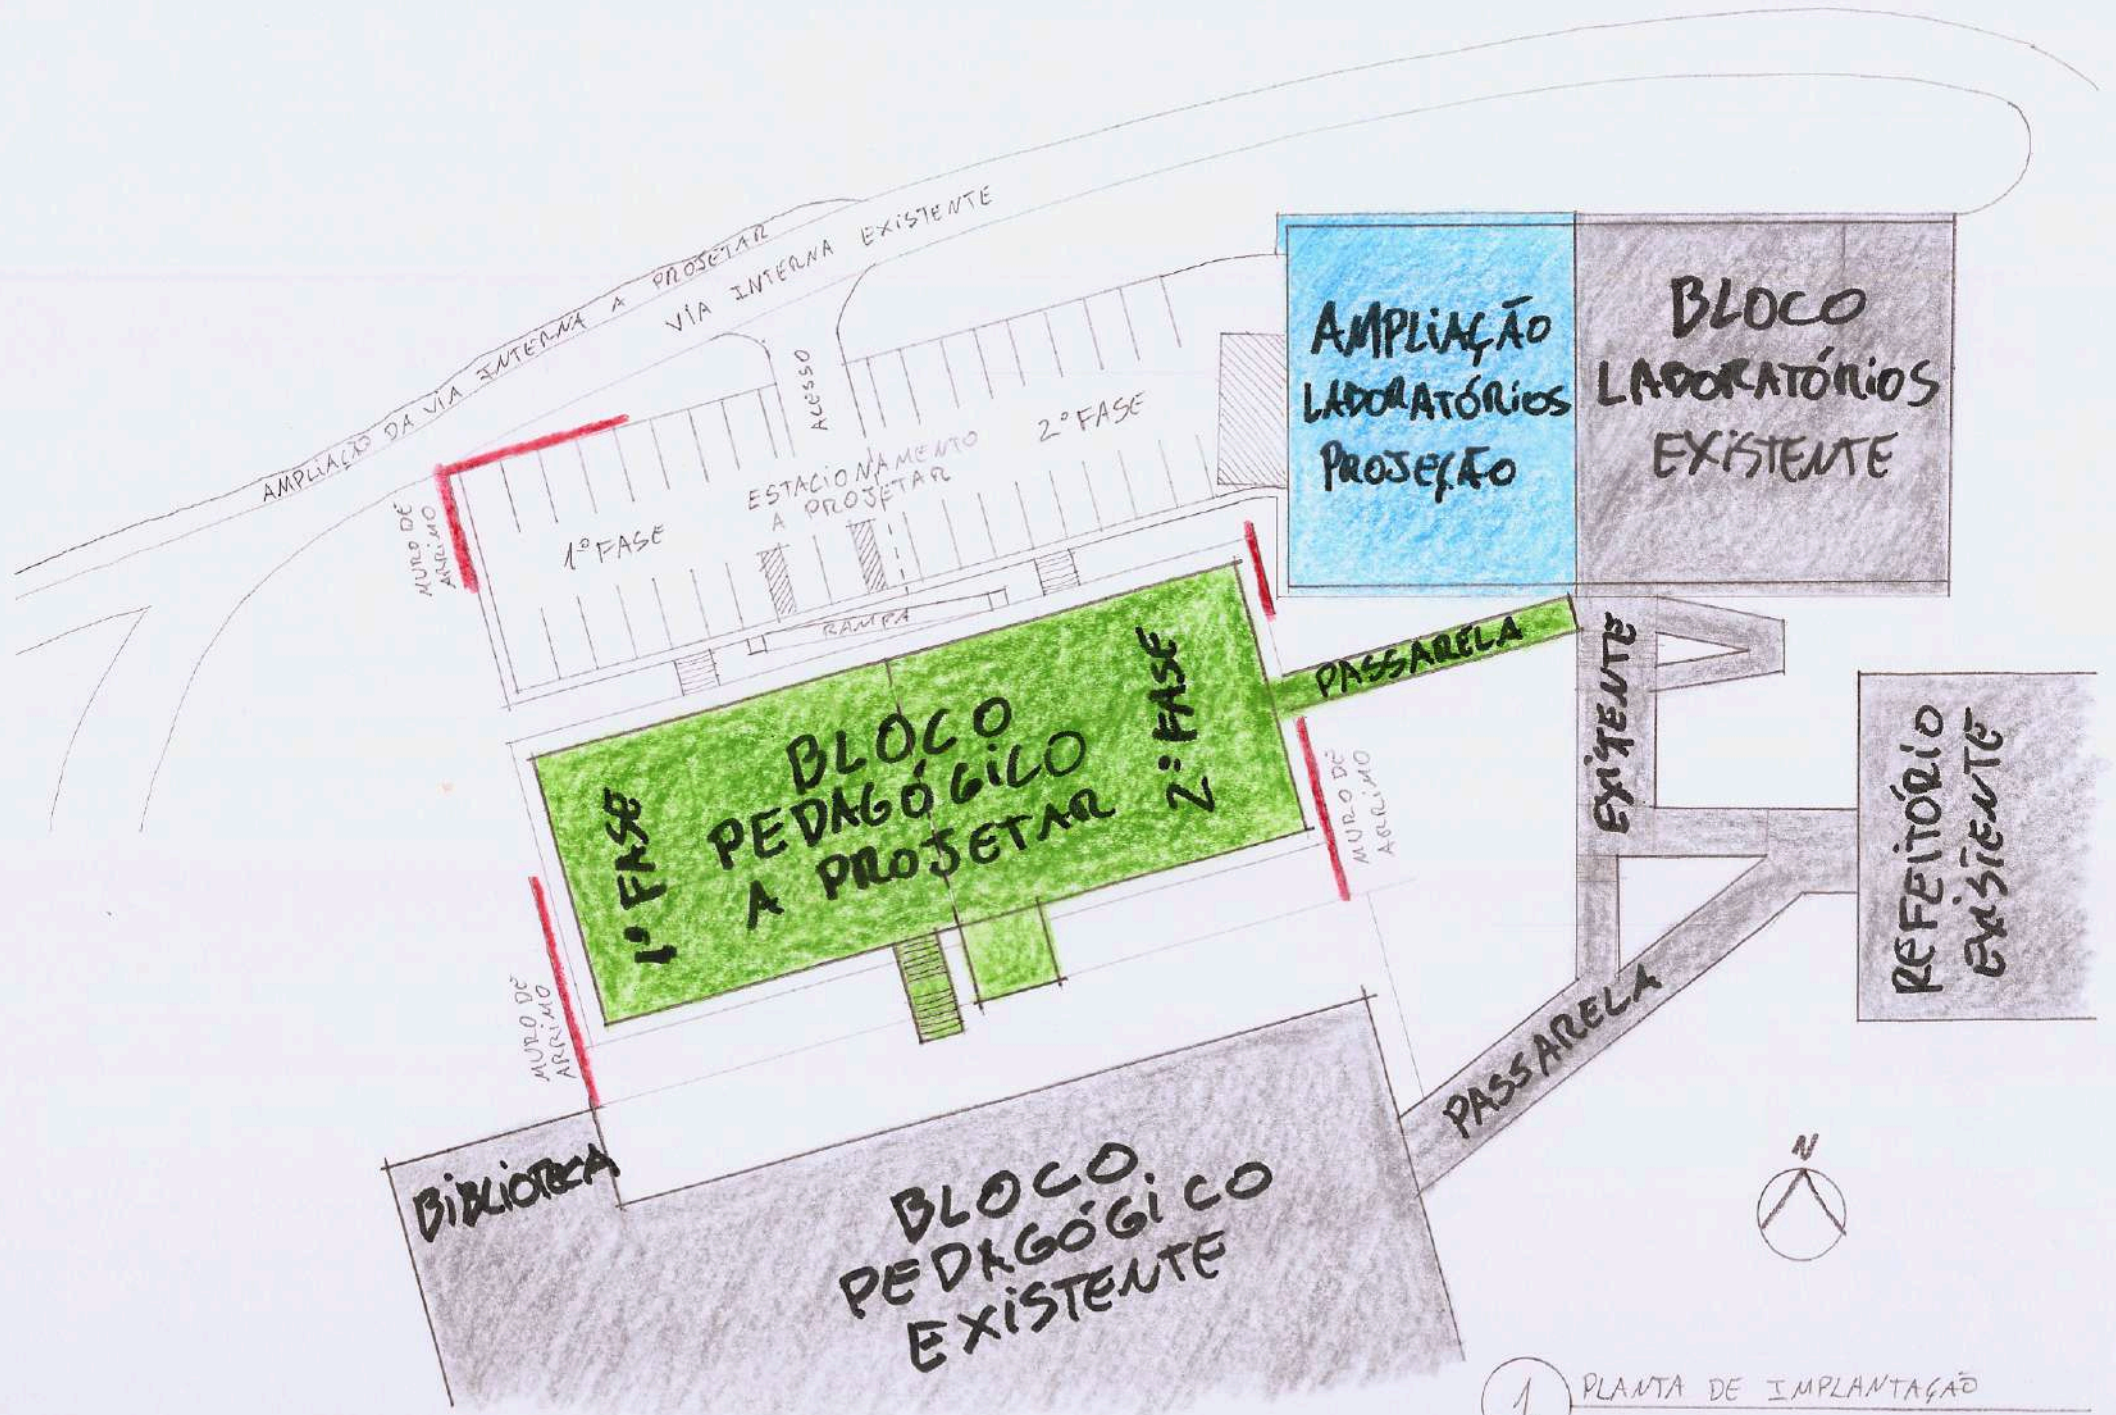 AMPLIAÇÃO DA VIA INTERNA A PROJETAR
VIA INTERNA EXISTENTE
ACESSO
ESTACIONAMENTO
A PROJETAR
1º FASE
2º FASE
MURO DE
ARRIMO
RAMPA
AMPLIAÇÃO
LABORATÓRIOS
PROJEÇÃO
BLOCO
LABORATÓRIOS
EXISTENTE
PASSARELA
EXISTENTE
BLOCO
PEDAGÓGICO
A PROJETAR
1º FASE
2º FASE
MURO DE
ARRIMO
MURO DE
ARRIMO
REFEITÓRIO
EXISTENTE
PASSARELA
BIBLIOTECA
BLOCO
PEDAGÓGICO
EXISTENTE
N
1 PLANTA DE IMPLANTAÇÃO